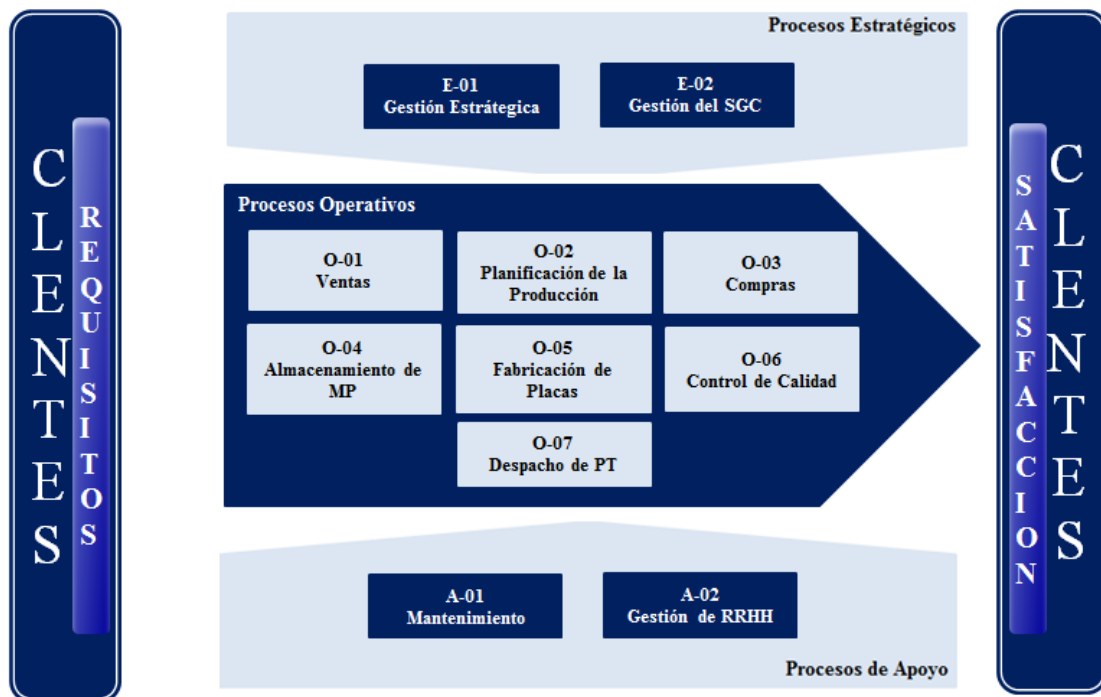 CLENTES
REQUISITOS
Procesos Estratégicos
E-01
Gestión Estrátegica
E-02
Gestión del SGC
Procesos Operativos
O-01
Ventas
O-02
Planificación de la
Producción
O-03
Compras
O-04
Almacenamiento de
MP
O-05
Fabricación de
Placas
O-06
Control de Calidad
O-07
Despacho de PT
A-01
Mantenimiento
A-02
Gestión de RRHH
Procesos de Apoyo
SATISFACCION
CLENTES